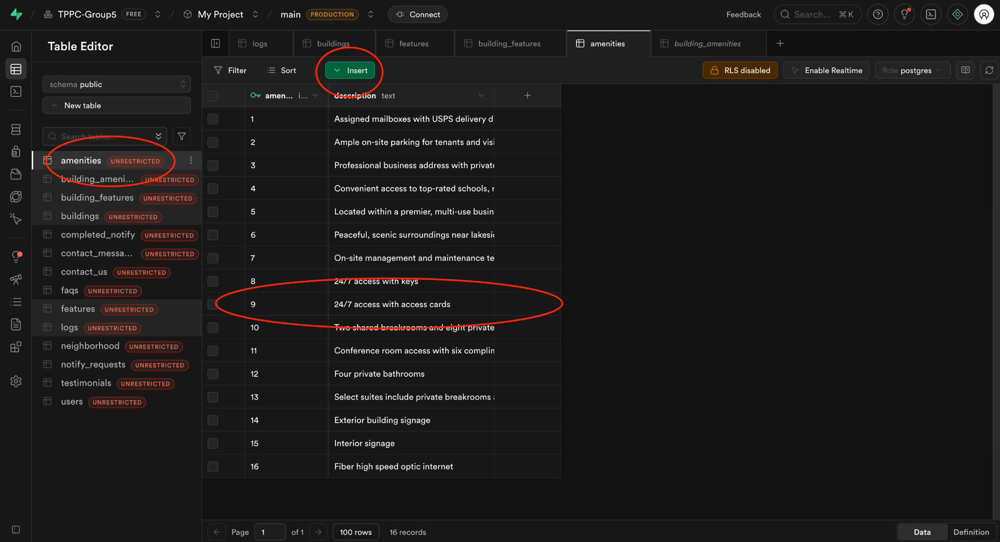 TPPC-Group5 FREE My Project main PRODUCTION Connect Feedback Search... ⌘K
Table Editor
logs buildings features building_features amenities building_amenities
Filter Sort Insert RLS disabled Enable Realtime Role postgres
schema public
New table
Search tables...
amenities UNRESTRICTED
building_ameni... UNRESTRICTED
building_features UNRESTRICTED
buildings UNRESTRICTED
completed_notify UNRESTRICTED
contact_messa... UNRESTRICTED
contact_us UNRESTRICTED
faqs UNRESTRICTED
features UNRESTRICTED
logs UNRESTRICTED
neighborhood UNRESTRICTED
notify_requests UNRESTRICTED
testimonials UNRESTRICTED
users UNRESTRICTED
amen... i... description text
1 Assigned mailboxes with USPS delivery d
2 Ample on-site parking for tenants and visi
3 Professional business address with private
4 Convenient access to top-rated schools, r
5 Located within a premier, multi-use busin
6 Peaceful, scenic surroundings near lakesi
7 On-site management and maintenance te
8 24/7 access with keys
9 24/7 access with access cards
10 Two shared breakrooms and eight private
11 Conference room access with six complim
12 Four private bathrooms
13 Select suites include private breakrooms
14 Exterior building signage
15 Interior signage
16 Fiber high speed optic internet
Page 1 of 1 100 rows 16 records Data Definition